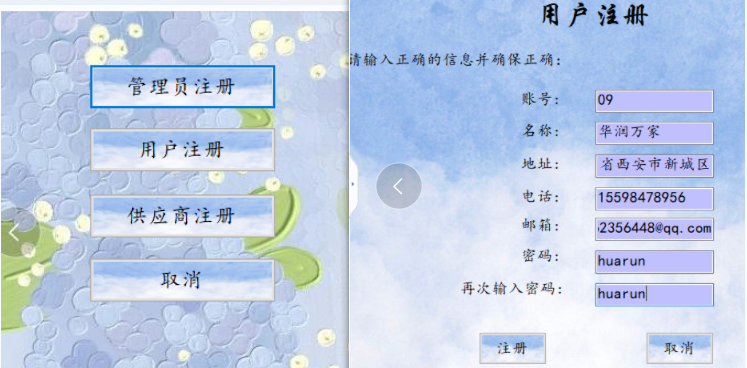 管理员注册
用户注册
供应商注册
取消
用户注册
请输入正确的信息并确保正确：
账号： 09
名称： 华润万家
地址： 省西安市新城区
电话： 15598478956
邮箱： 2356448@qq.com
密码： huarun
再次输入密码： huarun
注册 取消